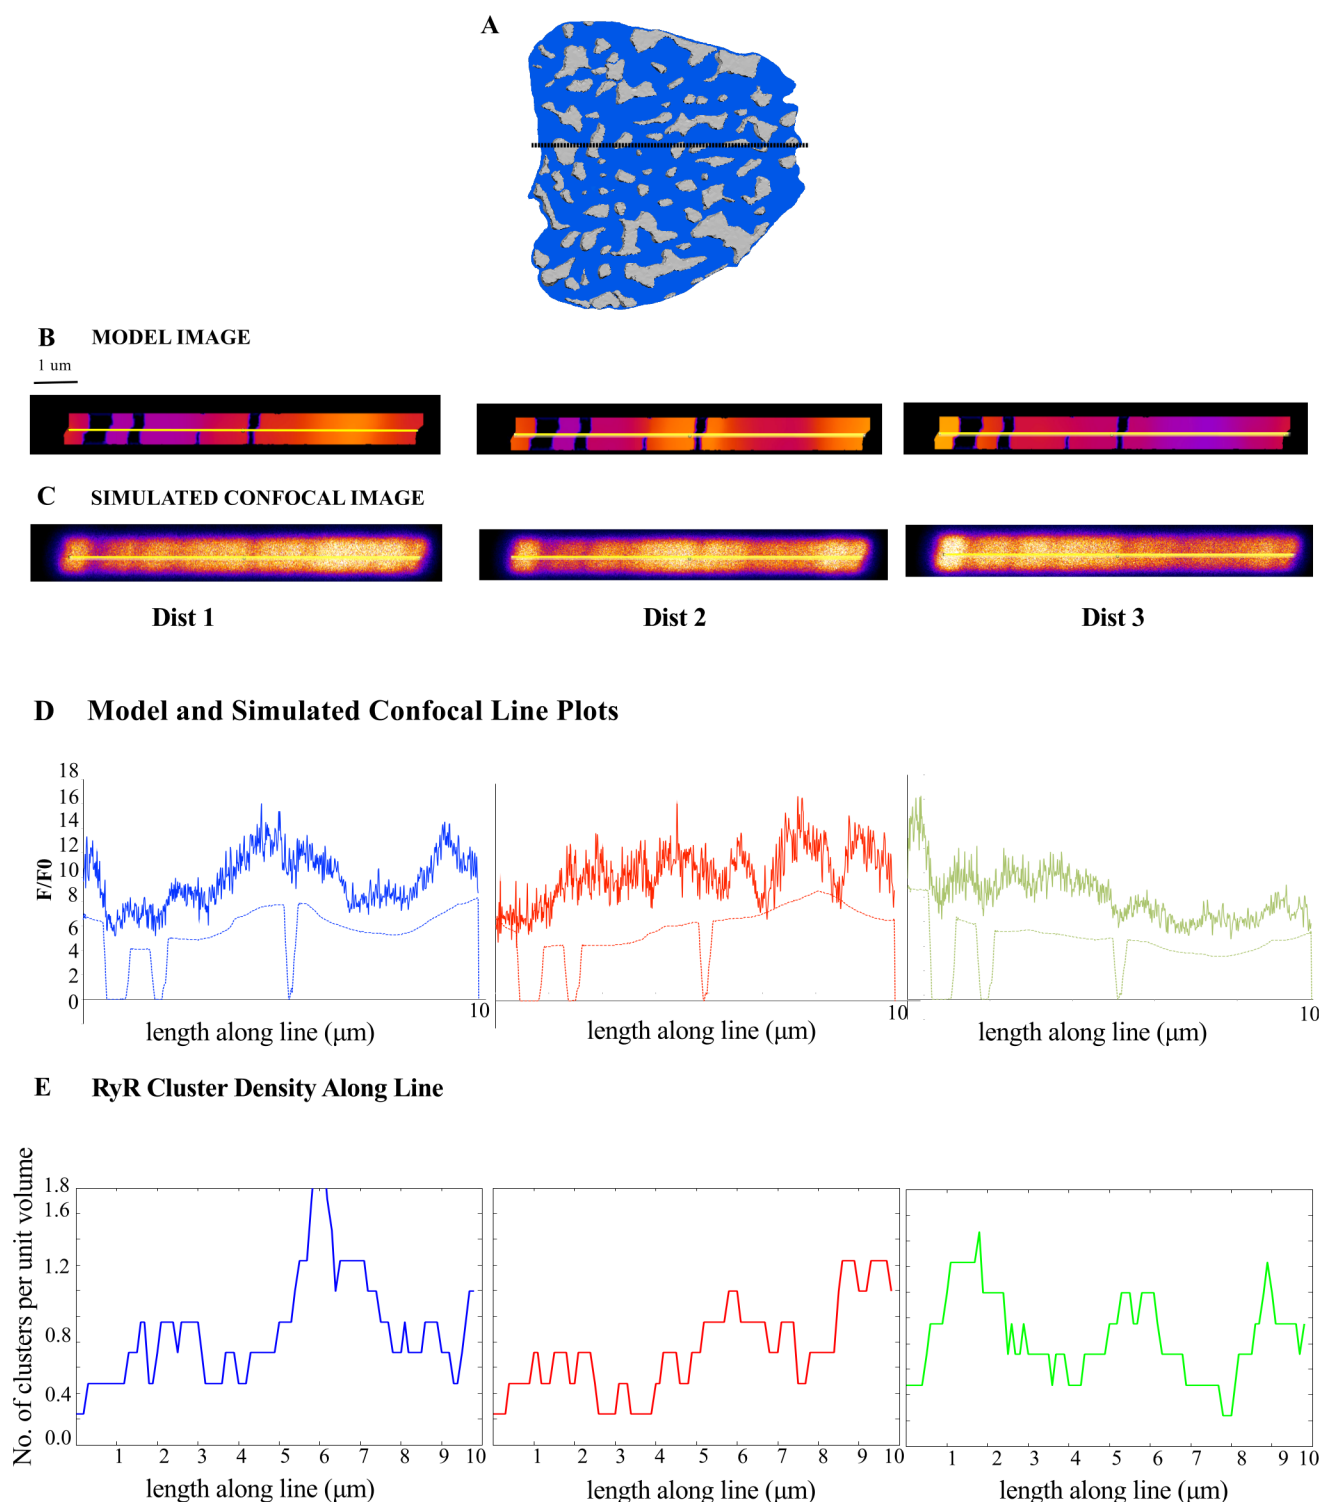 A
B MODEL IMAGE
1 um
C SIMULATED CONFOCAL IMAGE
Dist 1 Dist 2 Dist 3
D Model and Simulated Confocal Line Plots
F/F0
18
16
14
12
10
8
6
4
2
0
10 10 10
length along line (μm) length along line (μm) length along line (μm)
E RyR Cluster Density Along Line
No. of clusters per unit volume
1.8
1.6
1.2
0.8
0.4
0.0
1 2 3 4 5 6 7 8 9 10 1 2 3 4 5 6 7 8 9 10 1 2 3 4 5 6 7 8 9 10
length along line (μm) length along line (μm) length along line (μm)